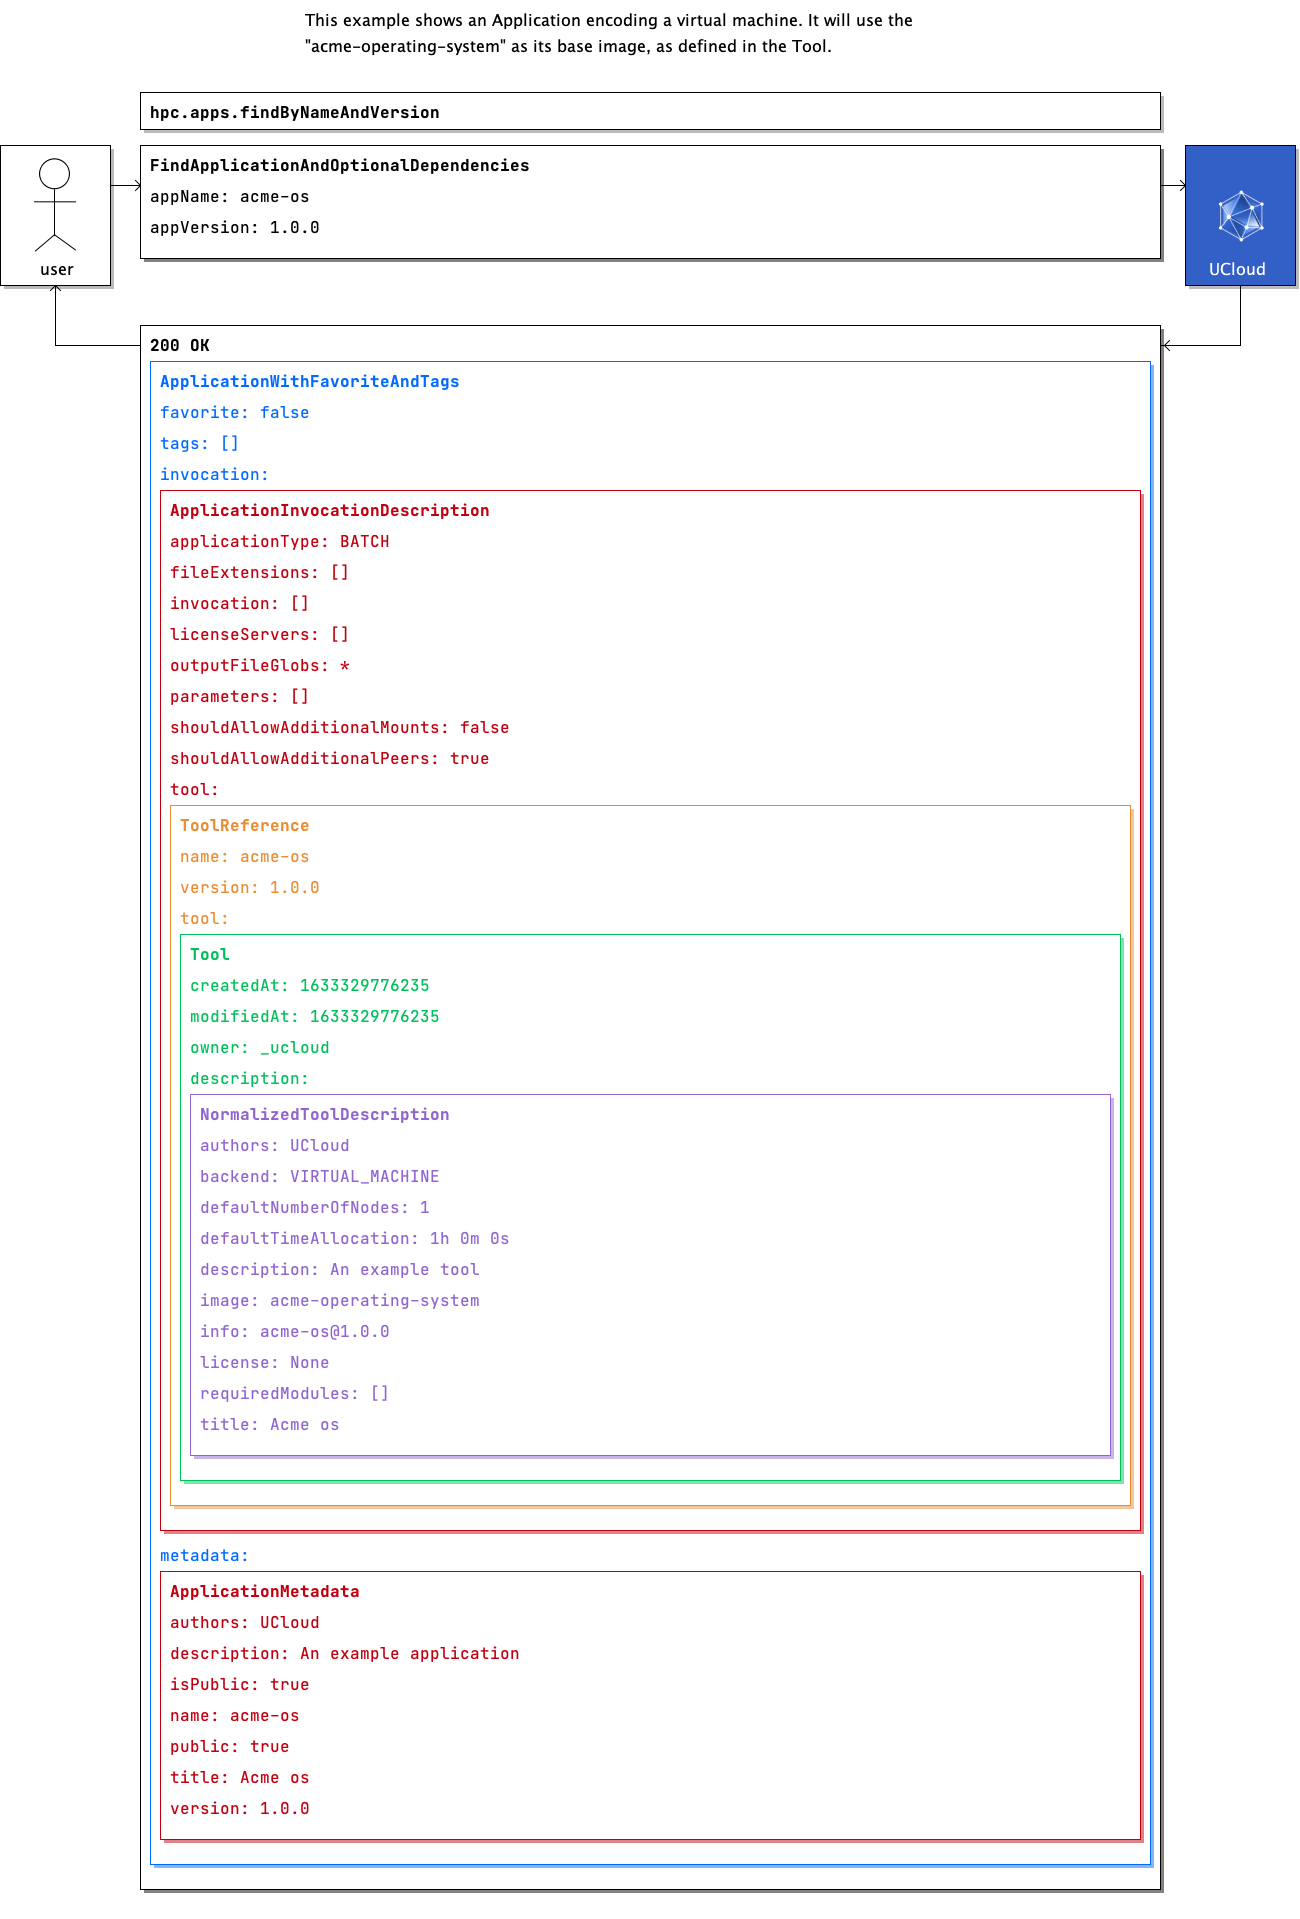 This example shows an Application encoding a virtual machine. It will use the
"acme-operating-system" as its base image, as defined in the Tool.
hpc.apps.findByNameAndVersion
FindApplicationAndOptionalDependencies
appName: acme-os
appVersion: 1.0.0
user
UCloud
200 OK
ApplicationWithFavoriteAndTags
favorite: false
tags: []
invocation:
ApplicationInvocationDescription
applicationType: BATCH
fileExtensions: []
invocation: []
licenseServers: []
outputFileGlobs: *
parameters: []
shouldAllowAdditionalMounts: false
shouldAllowAdditionalPeers: true
tool:
ToolReference
name: acme-os
version: 1.0.0
tool:
Tool
createdAt: 1633329776235
modifiedAt: 1633329776235
owner: _ucloud
description:
NormalizedToolDescription
authors: UCloud
backend: VIRTUAL_MACHINE
defaultNumberOfNodes: 1
defaultTimeAllocation: 1h 0m 0s
description: An example tool
image: acme-operating-system
info: acme-os@1.0.0
license: None
requiredModules: []
title: Acme os
metadata:
ApplicationMetadata
authors: UCloud
description: An example application
isPublic: true
name: acme-os
public: true
title: Acme os
version: 1.0.0